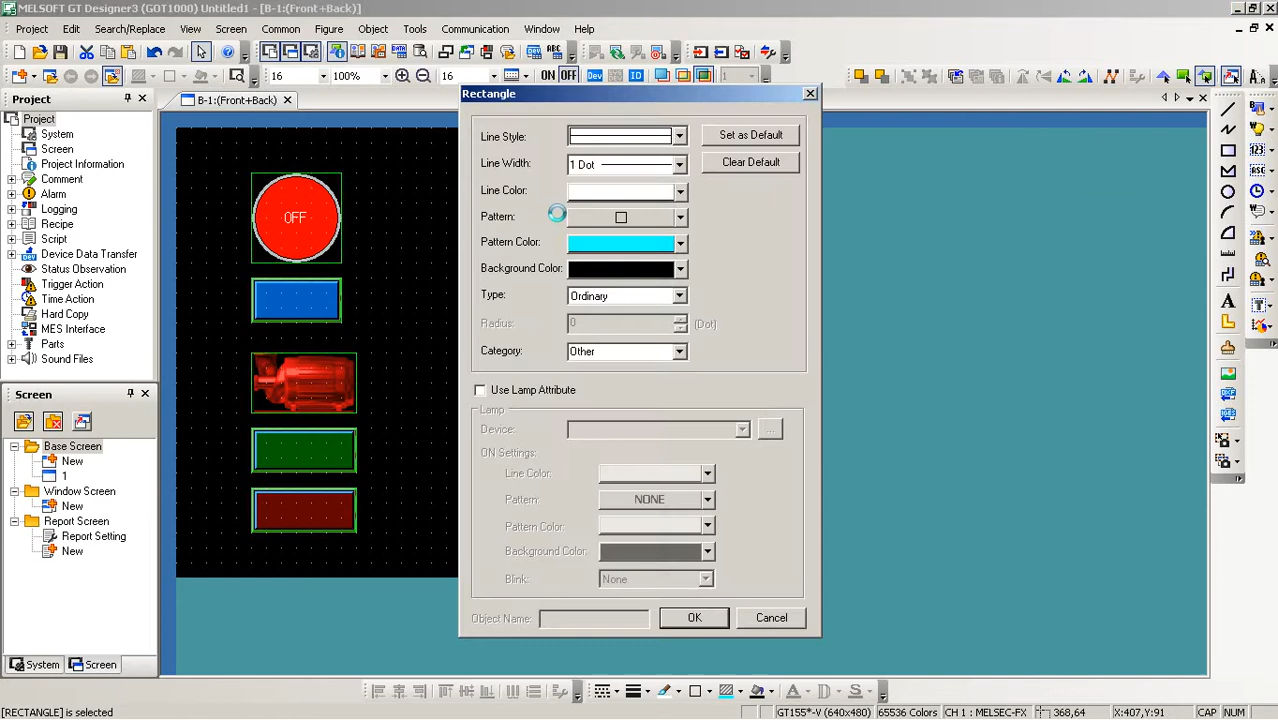 MELSOFT GT Designer3 (GOT1000) Untitled1 - [B-1:(Front+Back)]
Project Edit Search/Replace View Screen Common Figure Object Tools Communication Window Help
16 100% 16 ON OFF Dev ID 1
Project
B-1:(Front+Back)
Project
System
Screen
Project Information
Comment
Alarm
Logging
Recipe
Script
Device Data Transfer
Status Observation
Trigger Action
Time Action
Hard Copy
MES Interface
Parts
Sound Files
Screen
Base Screen
New
1
Window Screen
New
Report Screen
Report Setting
New
System Screen
OFF
Rectangle
Line Style:
Set as Default
Line Width: 1 Dot
Clear Default
Line Color:
Pattern:
Pattern Color:
Background Color:
Type: Ordinary
Radius: 0 (Dot)
Category: Other
Use Lamp Attribute
Lamp
Device: ...
ON Settings:
Line Color:
Pattern: NONE
Pattern Color:
Background Color:
Blink: None
Object Name: OK Cancel
[RECTANGLE] is selected
GT155*-V (640x480) 65536 Colors CH 1 : MELSEC-FX 368,64 X:407,Y:91 CAP NUM